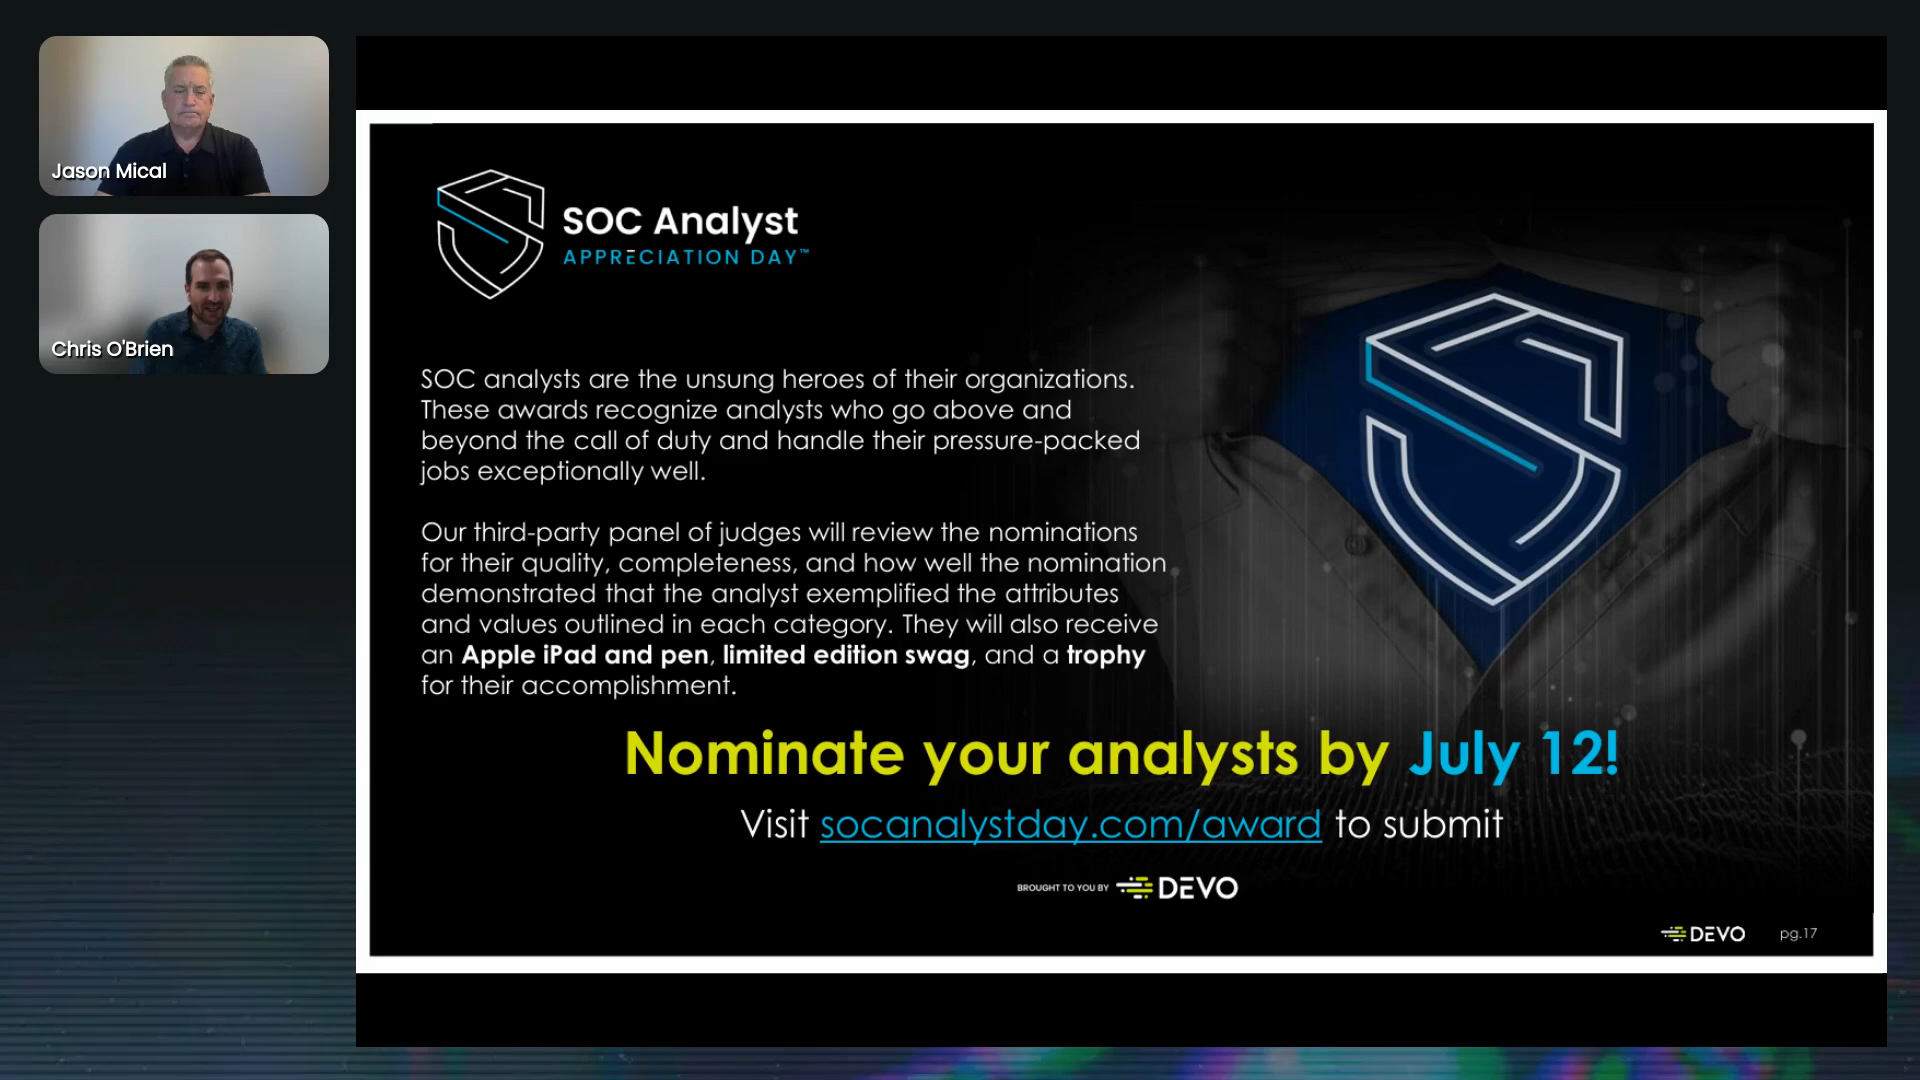 Jason Mical
Chris O'Brien
SOC Analyst
APPRECIATION DAY™
SOC analysts are the unsung heroes of their organizations.
These awards recognize analysts who go above and
beyond the call of duty and handle their pressure-packed
jobs exceptionally well.
Our third-party panel of judges will review the nominations
for their quality, completeness, and how well the nomination
demonstrated that the analyst exemplified the attributes
and values outlined in each category. They will also receive
an Apple iPad and pen, limited edition swag, and a trophy
for their accomplishment.
Nominate your analysts by July 12!
Visit socanalystday.com/award to submit
BROUGHT TO YOU BY DEVO
DEVO pg.17